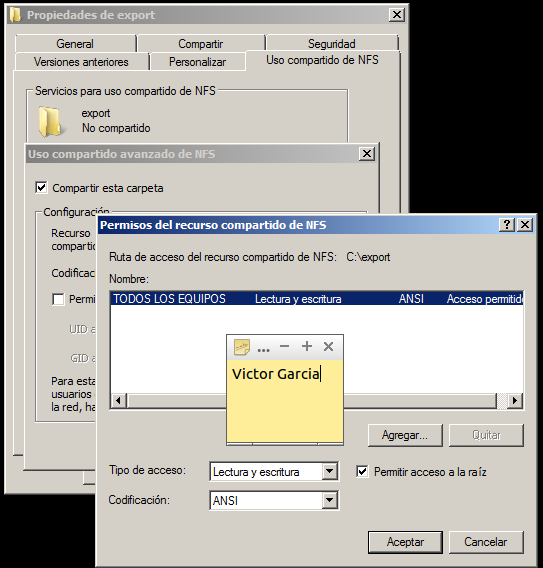 Propiedades de export
General
Compartir
Seguridad
Versiones anteriores
Personalizar
Uso compartido de NFS
Servicios para uso compartido de NFS
export
No compartido
Uso compartido avanzado de NFS
Compartir esta carpeta
Configuración
Recurso
compartido
Codificac
Permi
UID a
GID a
Para esta
usuarios
la red, ha
Permisos del recurso compartido de NFS
Ruta de acceso del recurso compartido de NFS: C:\export
Nombre:
TODOS LOS EQUIPOS Lectura y escritura ANSI Acceso permitido
...
Victor Garcia
Agregar... Quitar
Tipo de acceso: Lectura y escritura Permitir acceso a la raíz
Codificación: ANSI
Aceptar Cancelar